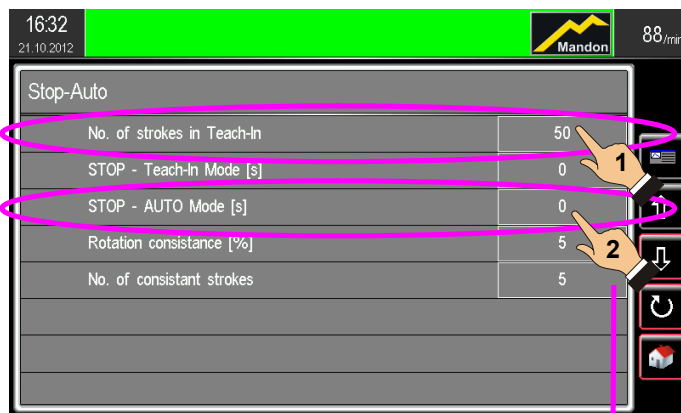 16:32
21.10.2012
Mandon
88/min
Stop-Auto
No. of strokes in Teach-In 50
STOP - Teach-In Mode [s] 0
STOP - AUTO Mode [s] 0
Rotation consistance [%] 5
No. of consistant strokes 5
1
2